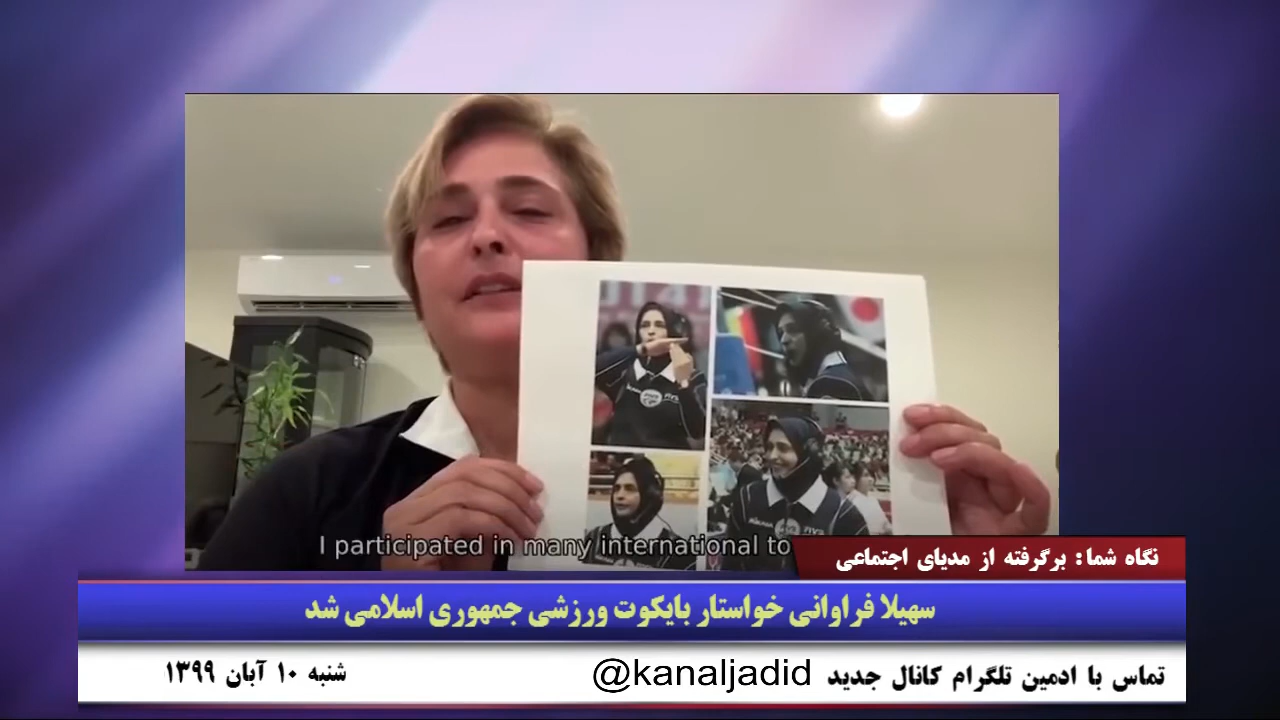 I participated in many international to
نگاه شما: برگرفته از مدیای اجتماعی
سهیلا فراوانی خواستار بایکوت ورزشی جمهوری اسلامی شد
تماس با ادمین تلگرام کانال جدید @kanaljadid
شنبه ۱۰ آبان ۱۳۹۹